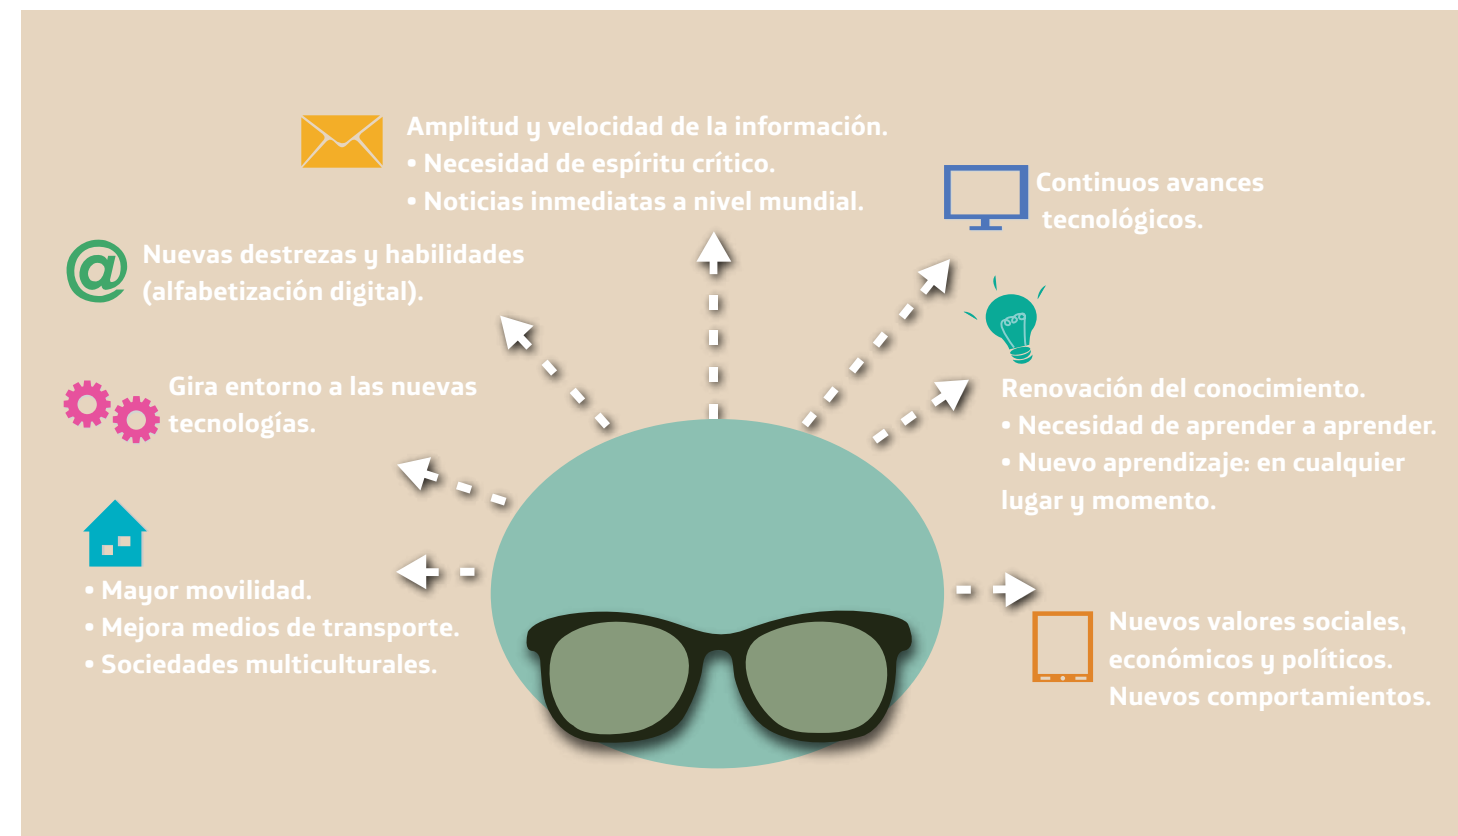 Amplitud y velocidad de la información.
• Necesidad de espíritu crítico.
• Noticias inmediatas a nivel mundial.
Continuos avances
tecnológicos.
@
Nuevas destrezas y habilidades
(alfabetización digital).
Gira entorno a las nuevas
tecnologías.
Renovación del conocimiento.
• Necesidad de aprender a aprender.
• Nuevo aprendizaje: en cualquier
lugar y momento.
• Mayor movilidad.
• Mejora medios de transporte.
• Sociedades multiculturales.
Nuevos valores sociales,
económicos y políticos.
Nuevos comportamientos.